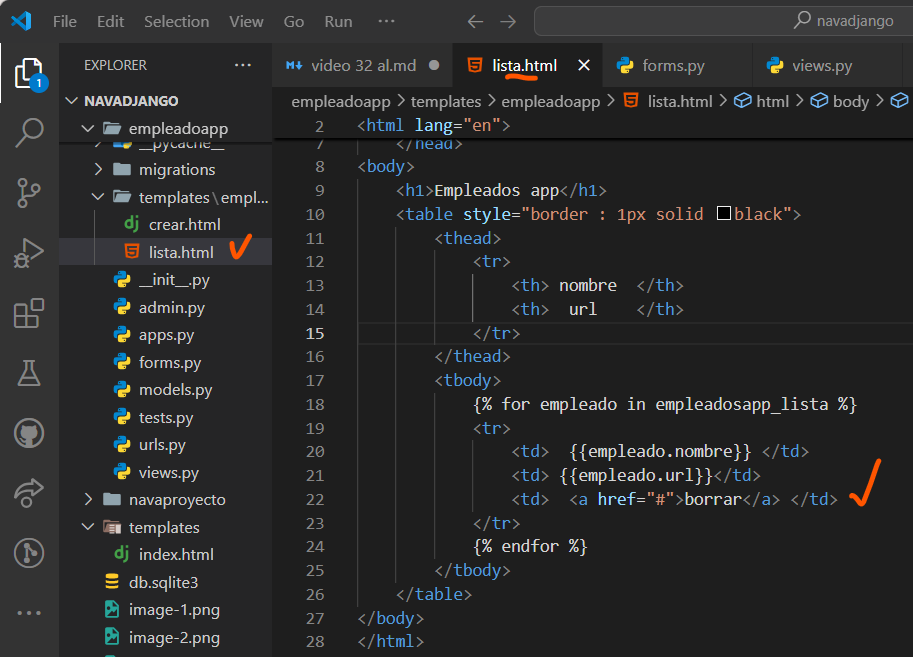 File Edit Selection View Go Run ··· navadjango
EXPLORER ···
1
NAVADJANGO
empleadoapp
__pycache__
migrations
templates\empl...
crear.html
lista.html
__init__.py
admin.py
apps.py
forms.py
models.py
tests.py
urls.py
views.py
navaproyecto
templates
index.html
db.sqlite3
image-1.png
image-2.png
video 32 al.md lista.html forms.py views.py
empleadoapp > templates > empleadoapp > lista.html > html > body >
2 <html lang="en">
7 </head>
8 <body>
9 <h1>Empleados app</h1>
10 <table style="border : 1px solid black">
11 <thead>
12 <tr>
13 <th> nombre  </th>
14 <th>  url    </th>
15 </tr>
16 </thead>
17 <tbody>
18 {% for empleado in empleadosapp_lista %}
19 <tr>
20 <td>  {{empleado.nombre}} </td>
21 <td> {{empleado.url}}</td>
22 <td>  <a href="#">borrar</a> </td>
23 </tr>
24 {% endfor %}
25 </tbody>
26 </table>
27 </body>
28 </html>